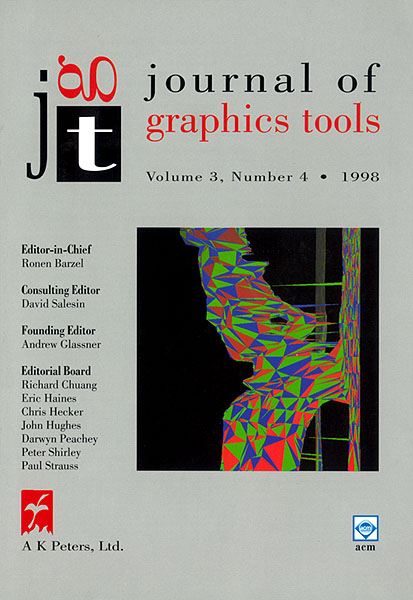 jgt
journal of
graphics tools
Volume 3, Number 4 • 1998
Editor-in-Chief
Ronen Barzel
Consulting Editor
David Salesin
Founding Editor
Andrew Glassner
Editorial Board
Richard Chuang
Eric Haines
Chris Hecker
John Hughes
Darwyn Peachey
Peter Shirley
Paul Strauss
A K Peters, Ltd.
acm
acm